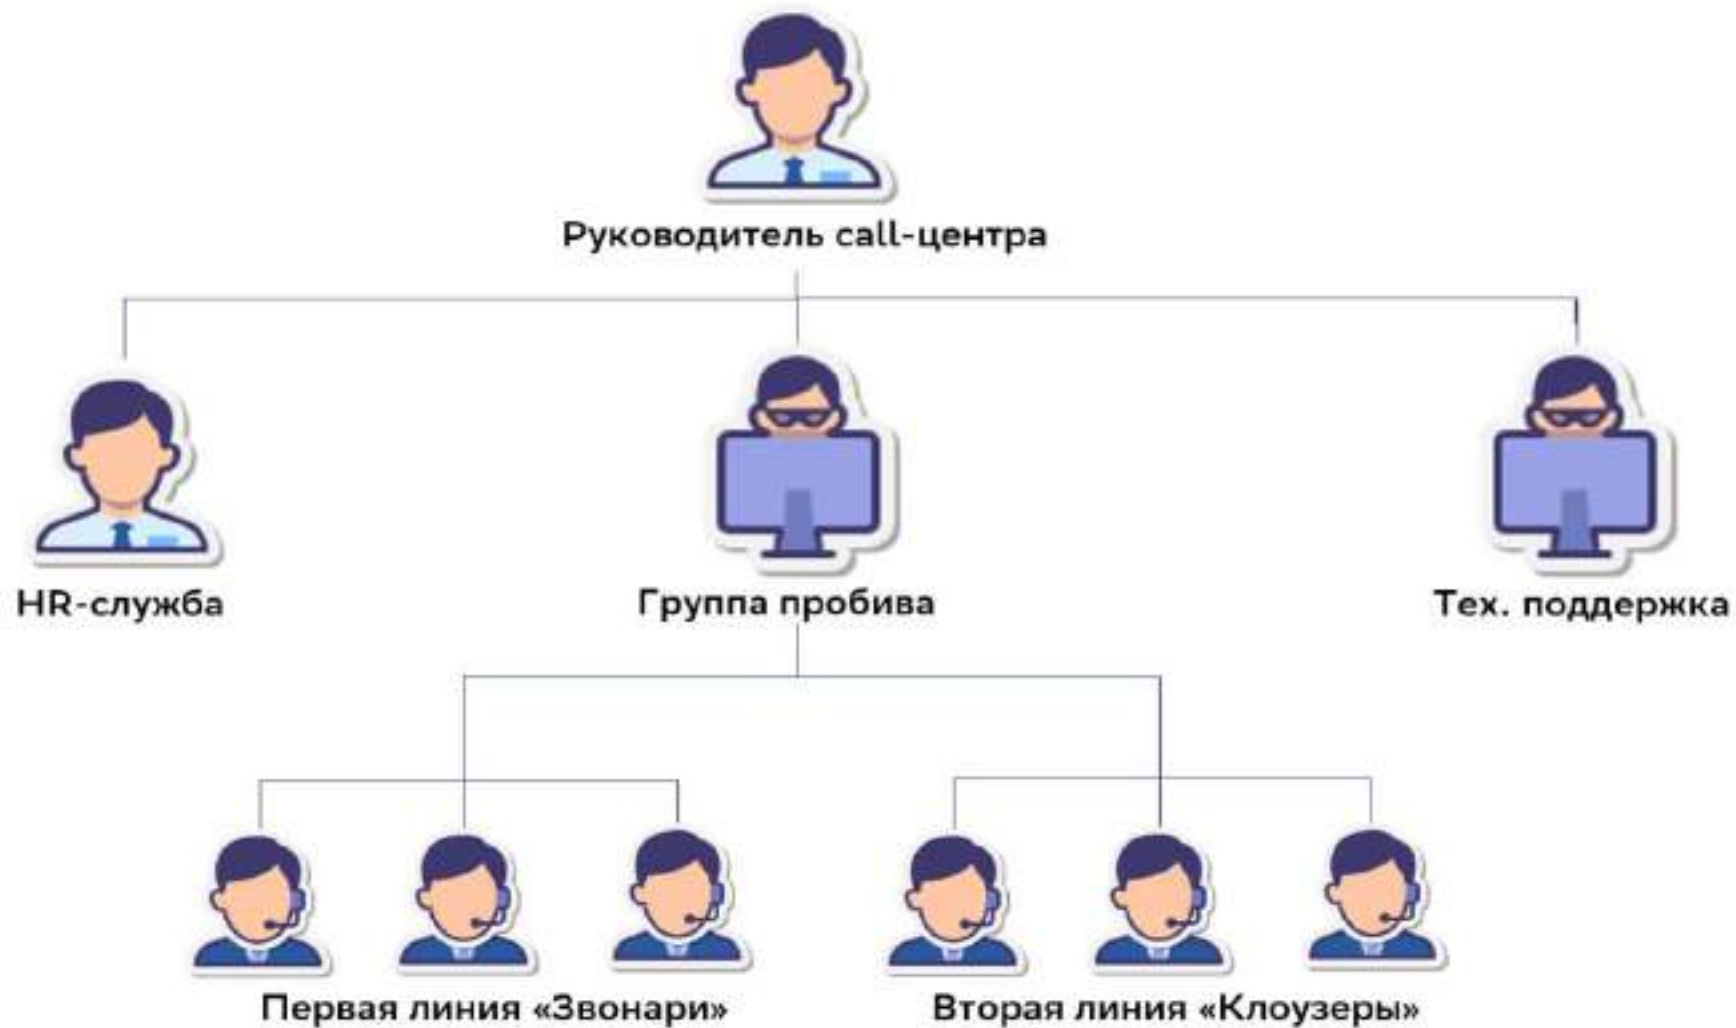 Руководитель call-центра
HR-служба
Группа пробива
Тех. поддержка
Первая линия «Звонари»
Вторая линия «Клоузеры»